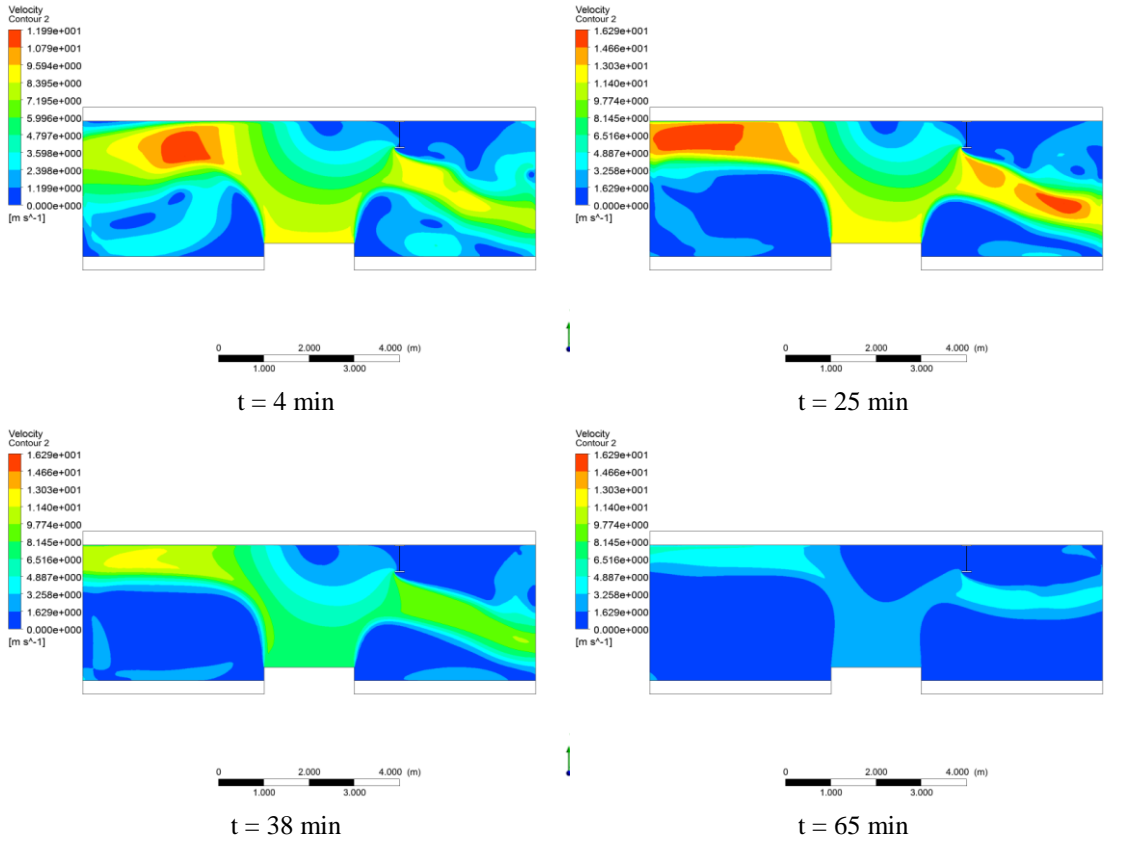 Velocity
Contour 2
1.199e+001
1.079e+001
9.594e+000
8.395e+000
7.195e+000
5.996e+000
4.797e+000
3.598e+000
2.399e+000
1.199e+000
0.000e+000
[m s^-1]
0 2.000 4.000 (m)
1.000 3.000
t = 4 min
Velocity
Contour 2
1.629e+001
1.466e+001
1.303e+001
1.140e+001
9.774e+000
8.145e+000
6.516e+000
4.887e+000
3.258e+000
1.629e+000
0.000e+000
[m s^-1]
0 2.000 4.000 (m)
1.000 3.000
t = 25 min
Velocity
Contour 2
1.629e+001
1.466e+001
1.303e+001
1.140e+001
9.774e+000
8.145e+000
6.516e+000
4.887e+000
3.258e+000
1.629e+000
0.000e+000
[m s^-1]
0 2.000 4.000 (m)
1.000 3.000
t = 38 min
Velocity
Contour 2
1.629e+001
1.466e+001
1.303e+001
1.140e+001
9.774e+000
8.145e+000
6.516e+000
4.887e+000
3.258e+000
1.629e+000
0.000e+000
[m s^-1]
0 2.000 4.000 (m)
1.000 3.000
t = 65 min